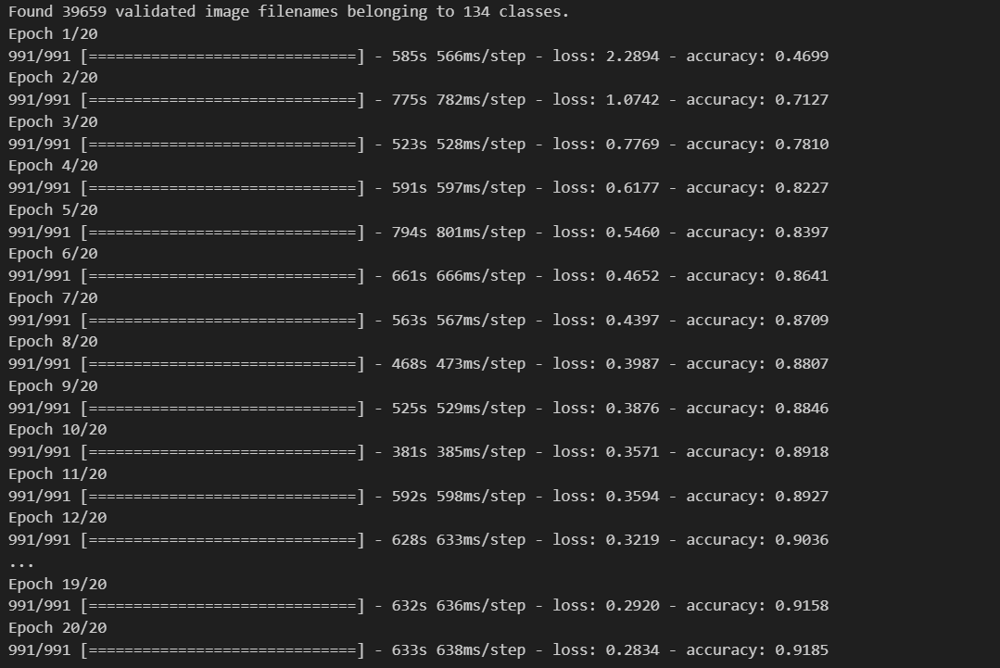 Found 39659 validated image filenames belonging to 134 classes.
Epoch 1/20
991/991 [==============================] - 585s 566ms/step - loss: 2.2894 - accuracy: 0.4699
Epoch 2/20
991/991 [==============================] - 775s 782ms/step - loss: 1.0742 - accuracy: 0.7127
Epoch 3/20
991/991 [==============================] - 523s 528ms/step - loss: 0.7769 - accuracy: 0.7810
Epoch 4/20
991/991 [==============================] - 591s 597ms/step - loss: 0.6177 - accuracy: 0.8227
Epoch 5/20
991/991 [==============================] - 794s 801ms/step - loss: 0.5460 - accuracy: 0.8397
Epoch 6/20
991/991 [==============================] - 661s 666ms/step - loss: 0.4652 - accuracy: 0.8641
Epoch 7/20
991/991 [==============================] - 563s 567ms/step - loss: 0.4397 - accuracy: 0.8709
Epoch 8/20
991/991 [==============================] - 468s 473ms/step - loss: 0.3987 - accuracy: 0.8807
Epoch 9/20
991/991 [==============================] - 525s 529ms/step - loss: 0.3876 - accuracy: 0.8846
Epoch 10/20
991/991 [==============================] - 381s 385ms/step - loss: 0.3571 - accuracy: 0.8918
Epoch 11/20
991/991 [==============================] - 592s 598ms/step - loss: 0.3594 - accuracy: 0.8927
Epoch 12/20
991/991 [==============================] - 628s 633ms/step - loss: 0.3219 - accuracy: 0.9036
...
Epoch 19/20
991/991 [==============================] - 632s 636ms/step - loss: 0.2920 - accuracy: 0.9158
Epoch 20/20
991/991 [==============================] - 633s 638ms/step - loss: 0.2834 - accuracy: 0.9185